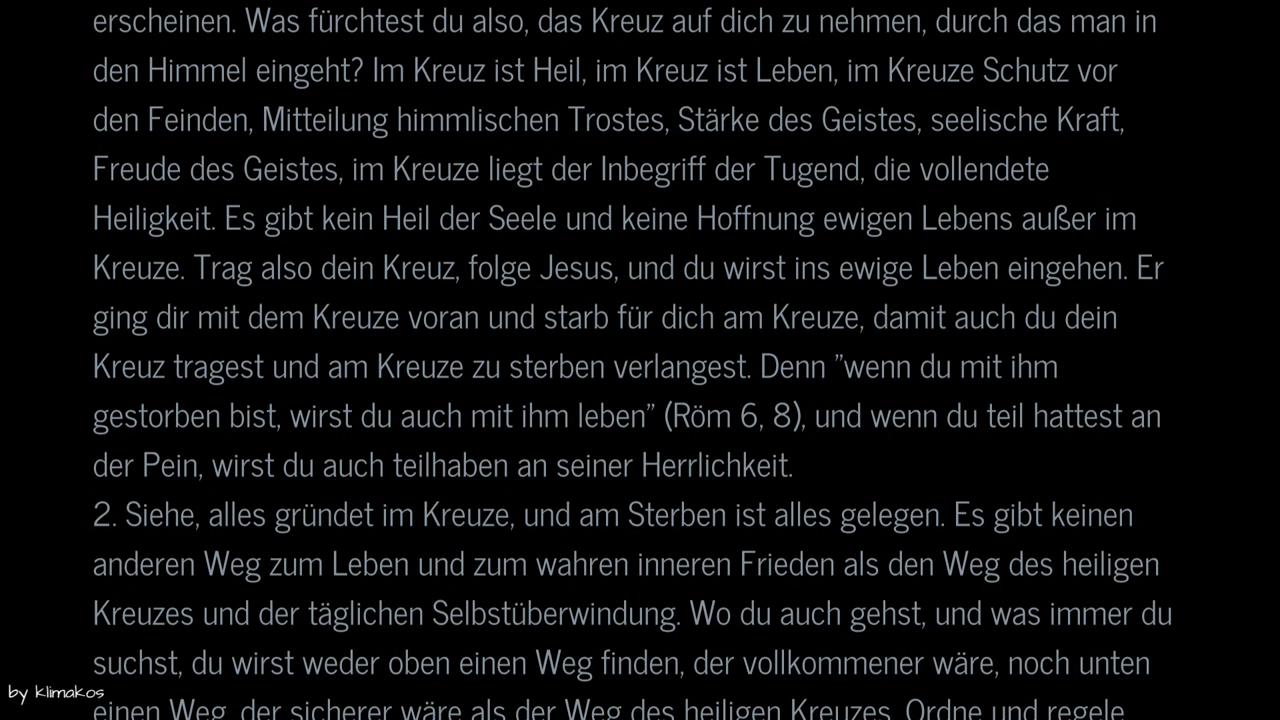 erscheinen. Was fürchtest du also, das Kreuz auf dich zu nehmen, durch das man in
den Himmel eingeht? Im Kreuz ist Heil, im Kreuz ist Leben, im Kreuze Schutz vor
den Feinden, Mitteilung himmlischen Trostes, Stärke des Geistes, seelische Kraft,
Freude des Geistes, im Kreuze liegt der Inbegriff der Tugend, die vollendete
Heiligkeit. Es gibt kein Heil der Seele und keine Hoffnung ewigen Lebens außer im
Kreuze. Trag also dein Kreuz, folge Jesus, und du wirst ins ewige Leben eingehen. Er
ging dir mit dem Kreuze voran und starb für dich am Kreuze, damit auch du dein
Kreuz tragest und am Kreuze zu sterben verlangest. Denn ”wenn du mit ihm
gestorben bist, wirst du auch mit ihm leben” (Röm 6, 8), und wenn du teil hattest an
der Pein, wirst du auch teilhaben an seiner Herrlichkeit.
2. Siehe, alles gründet im Kreuze, und am Sterben ist alles gelegen. Es gibt keinen
anderen Weg zum Leben und zum wahren inneren Frieden als den Weg des heiligen
Kreuzes und der täglichen Selbstüberwindung. Wo du auch gehst, und was immer du
suchst, du wirst weder oben einen Weg finden, der vollkommener wäre, noch unten
by klimakos
einen Weg, der sicherer wäre als der Weg des heiligen Kreuzes. Ordne und regele